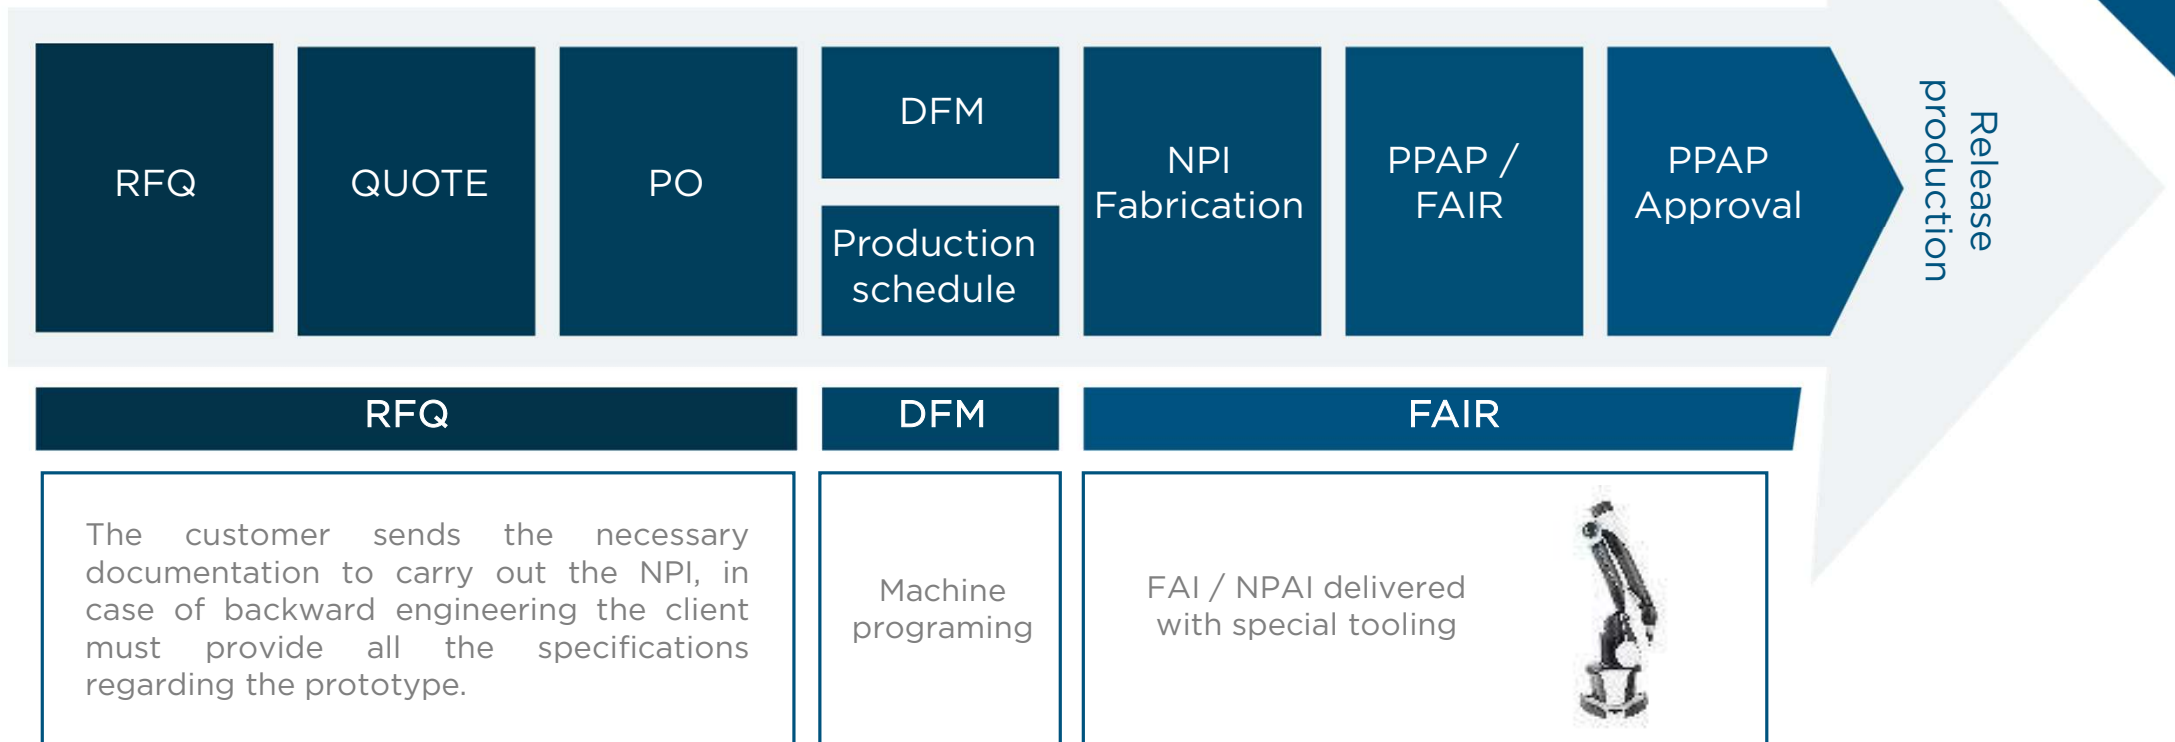 RFQ
QUOTE
PO
DFM
Production
schedule
NPI
Fabrication
PPAP /
FAIR
PPAP
Approval
Release
production
RFQ
DFM
FAIR
The customer sends the necessary
documentation to carry out the NPI, in
case of backward engineering the client
must provide all the specifications
regarding the prototype.
Machine
programing
FAI / NPAI delivered
with special tooling